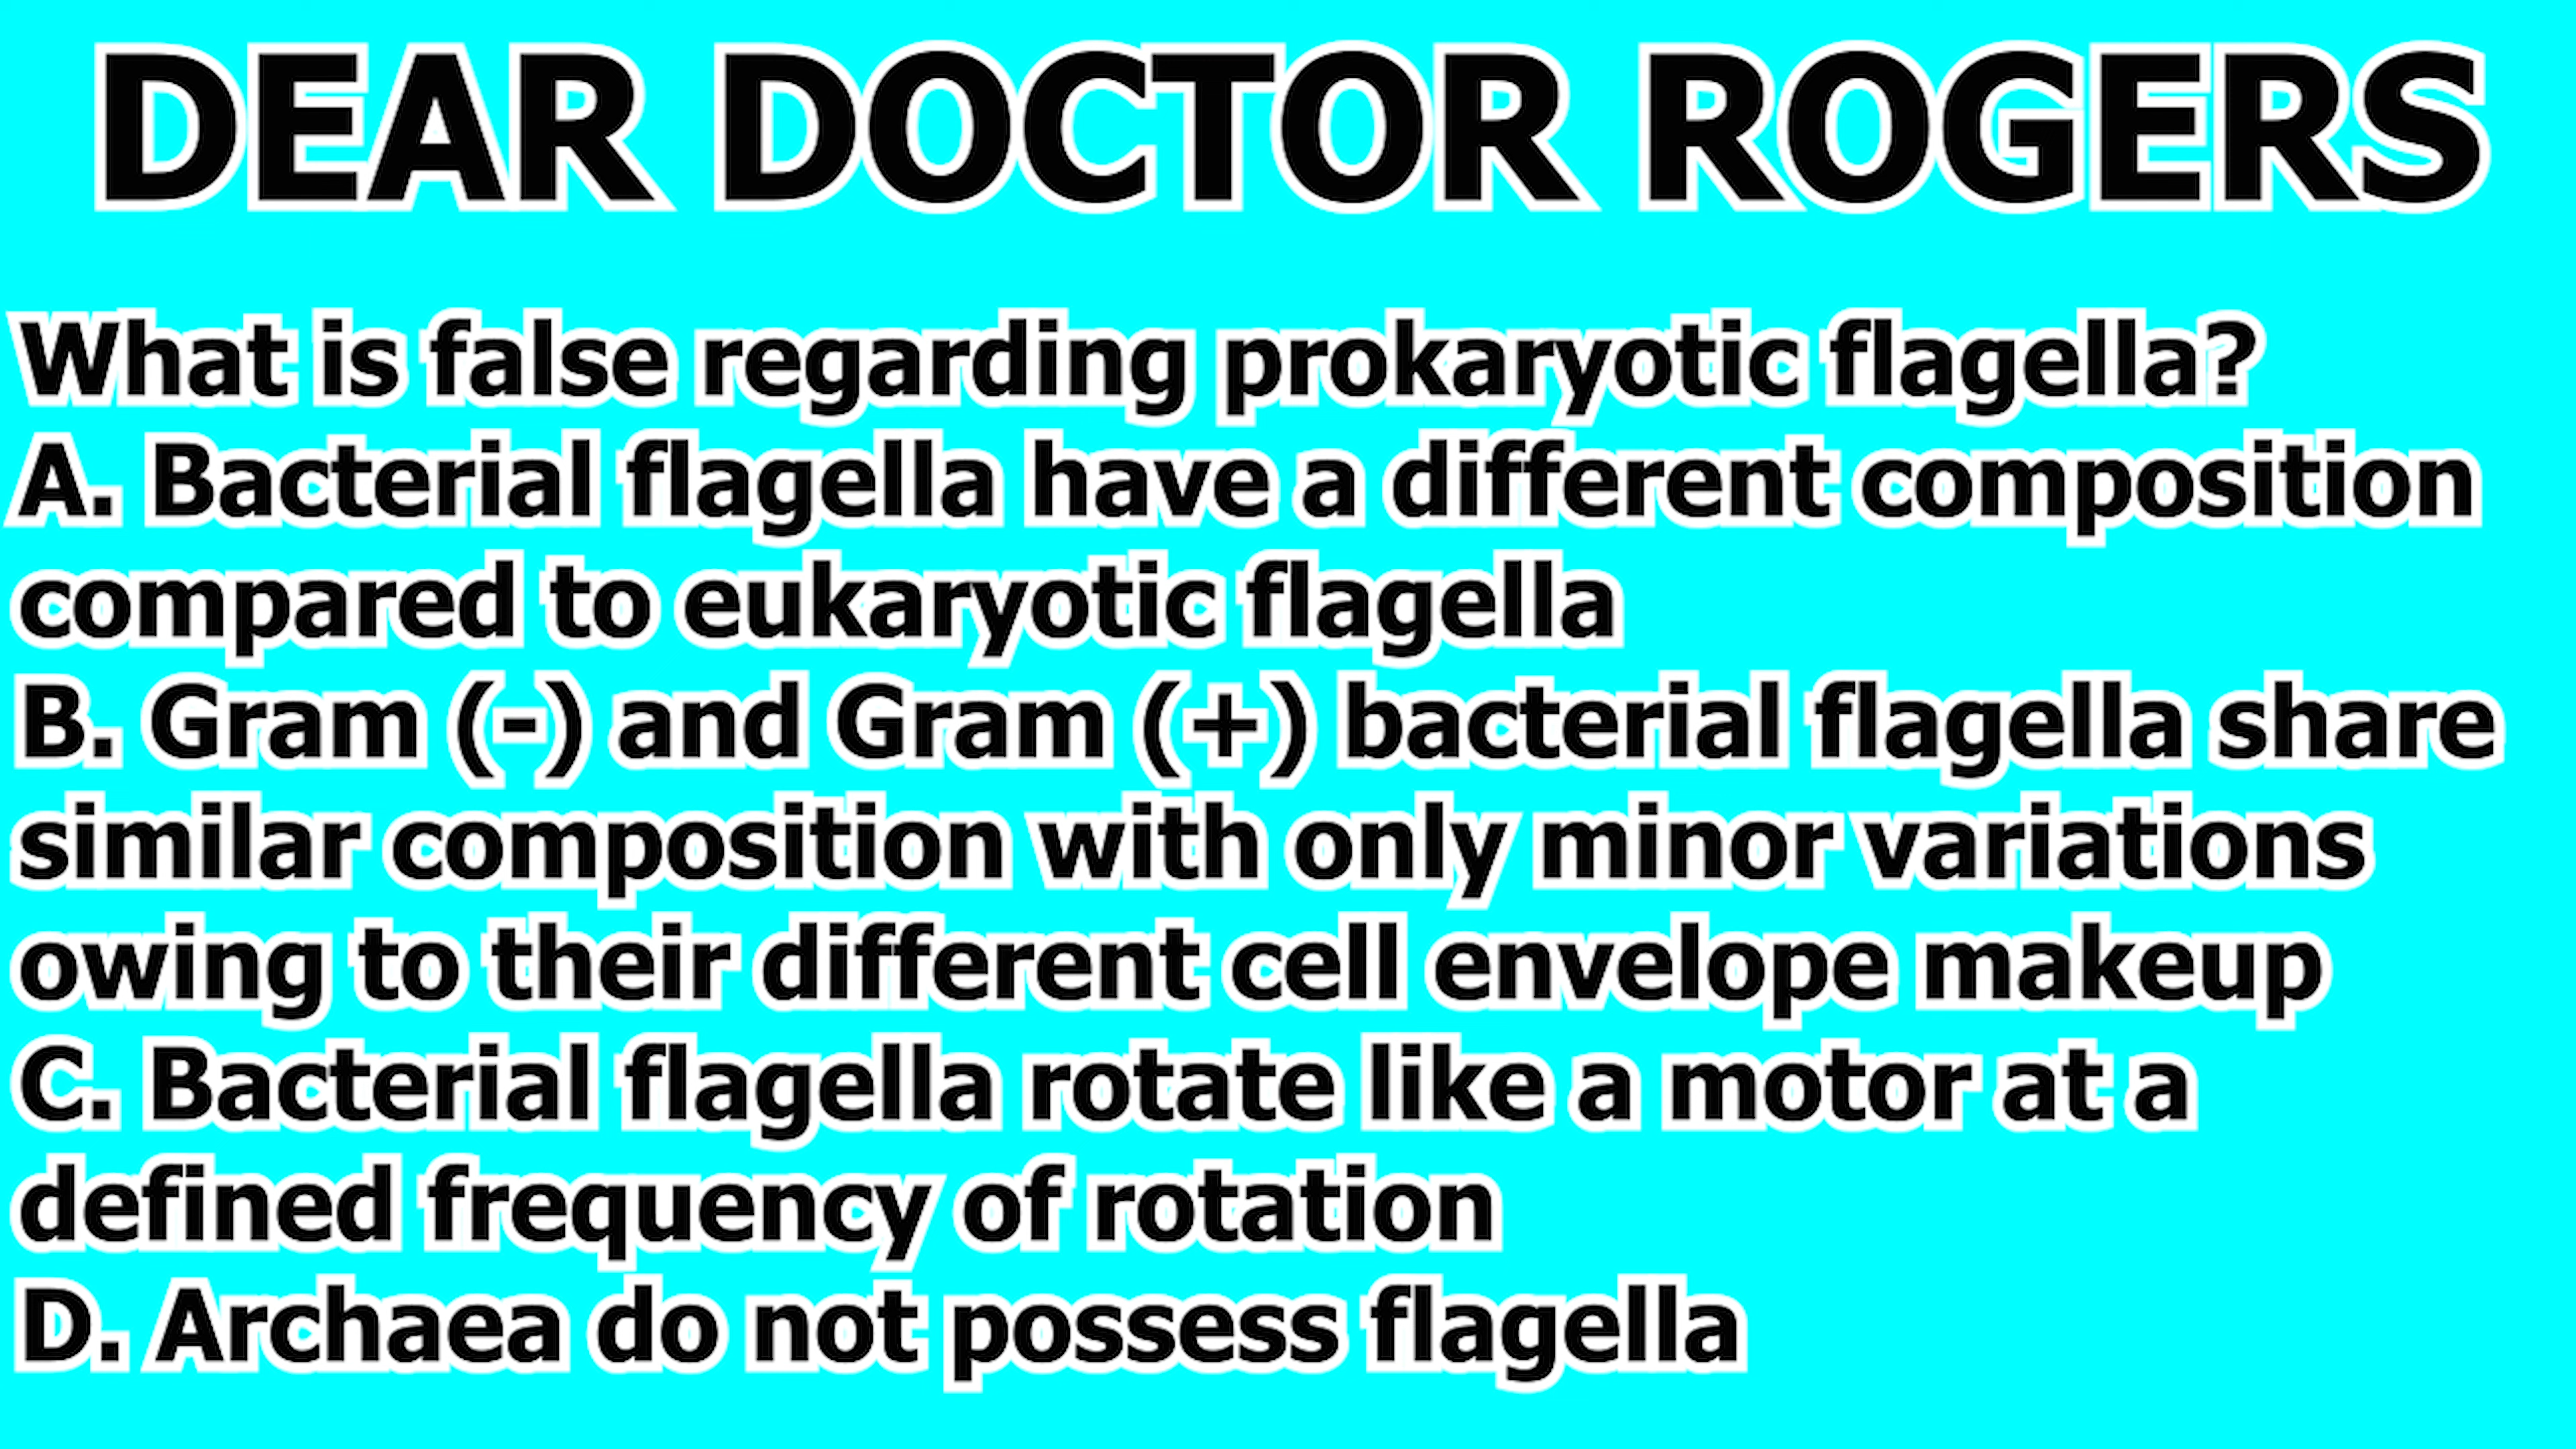 DEAR DOCTOR ROGERS
What is false regarding prokaryotic flagella?
A. Bacterial flagella have a different composition
compared to eukaryotic flagella
B. Gram (-) and Gram (+) bacterial flagella share
similar composition with only minor variations
owing to their different cell envelope makeup
C. Bacterial flagella rotate like a motor at a
defined frequency of rotation
D. Archaea do not possess flagella